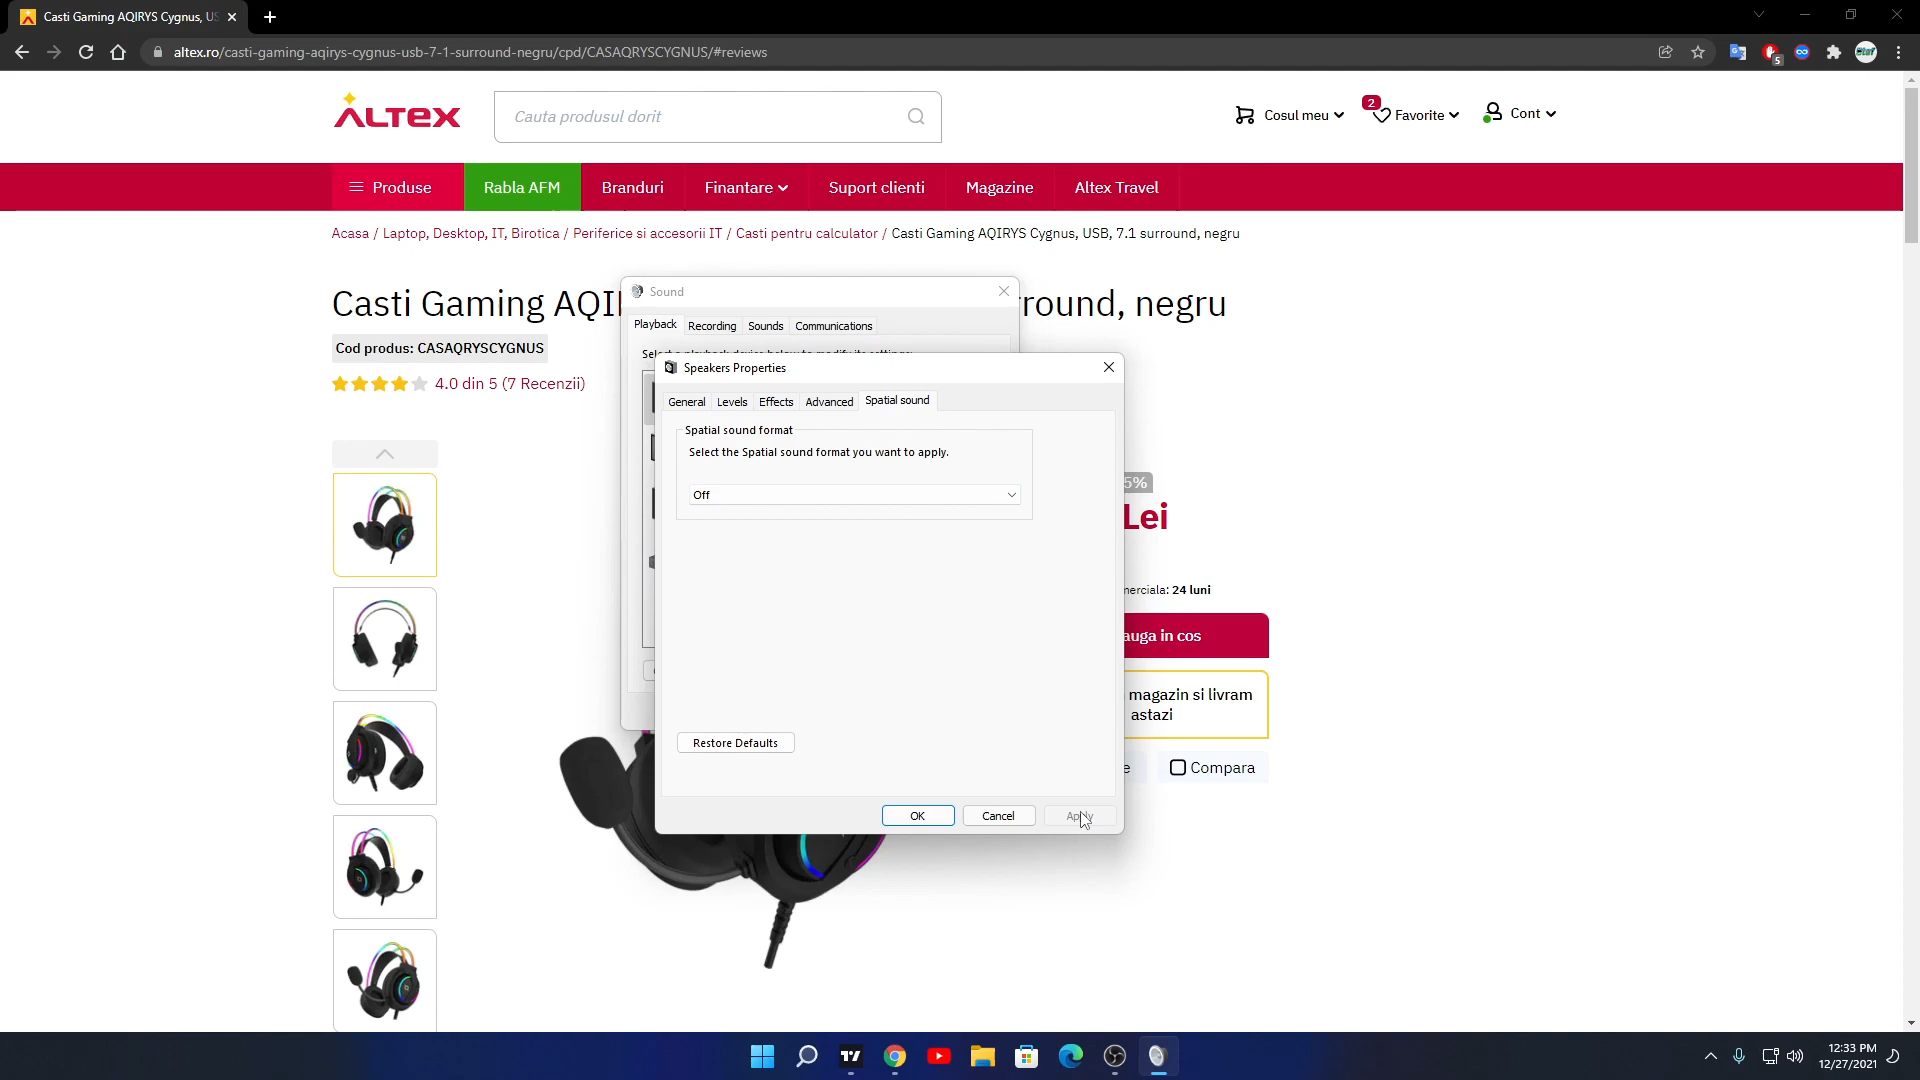 Casti Gaming AQIRYS Cygnus, US
altex.ro/casti-gaming-aqirys-cygnus-usb-7-1-surround-negru/cpd/CASAQRYSCYGNUS/#reviews
5
ALTEX
Cauta produsul dorit
Cosul meu
2
Favorite
Cont
Produse
Rabla AFM
Branduri
Finantare
Suport clienti
Magazine
Altex Travel
Acasa / Laptop, Desktop, IT, Birotica / Periferice si accesorii IT / Casti pentru calculator / Casti Gaming AQIRYS Cygnus, USB, 7.1 surround, negru
Casti Gaming AQI
round, negru
Cod produs: CASAQRYSCYGNUS
4.0 din 5 (7 Recenzii)
Sound
Playback
Recording
Sounds
Communications
Speakers Properties
General
Levels
Effects
Advanced
Spatial sound
Spatial sound format
Select the Spatial sound format you want to apply.
Off
Restore Defaults
OK
Cancel
Apply
5%
Lei
merciala: 24 luni
auga in cos
magazin si livram
astazi
e
Compara
12:33 PM
12/27/2021